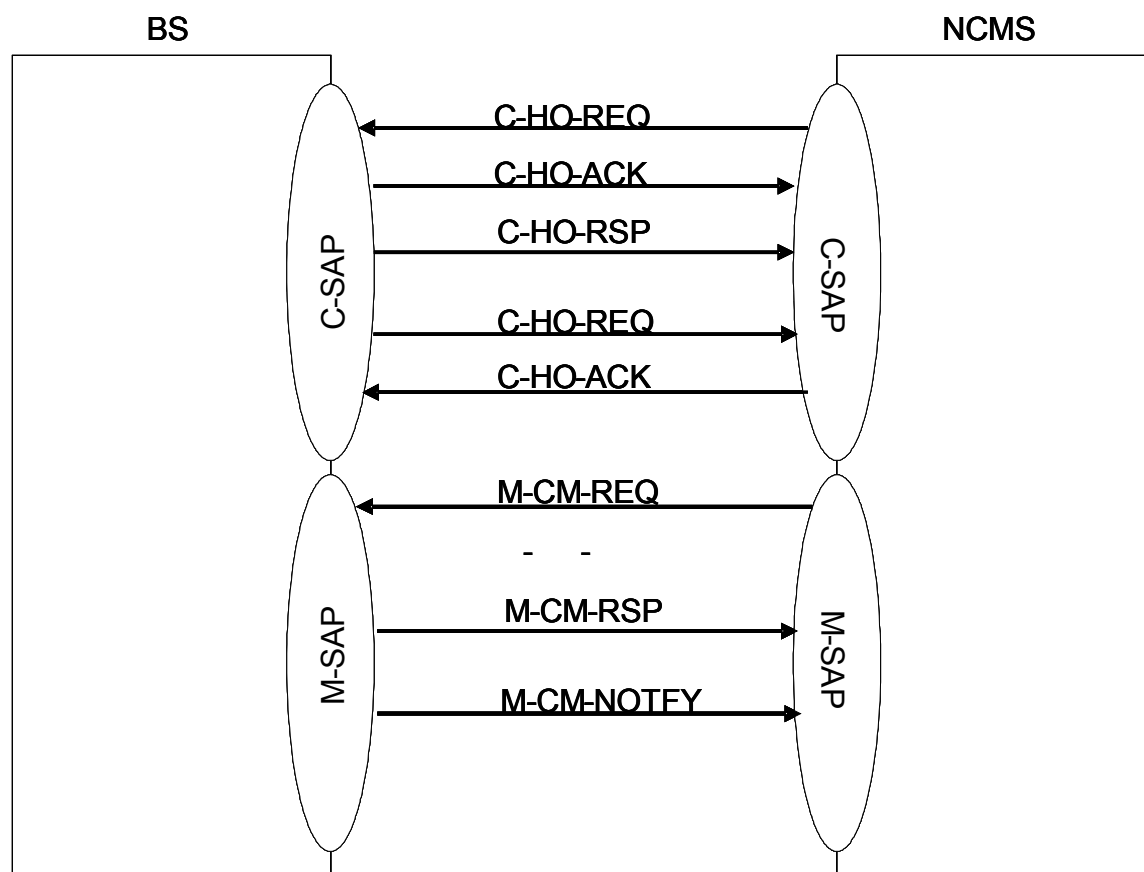 BS
NCMS
C-HO-REQ
C-HO-ACK
C-HO-RSP
C-HO-REQ
C-HO-ACK
C-SAP
C-SAP
M-CM-REQ
- -
M-CM-RSP
M-CM-NOTFY
M-SAP
M-SAP